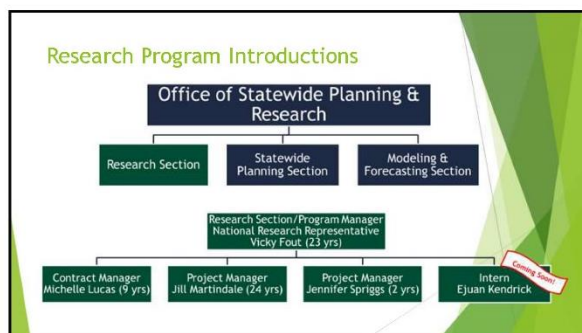 Research Program Introductions
Office of Statewide Planning &
Research
Research Section
Statewide
Planning Section
Modeling &
Forecasting Section
Research Section/Program Manager
National Research Representative
Vicky Fout (23 yrs)
Contract Manager
Michelle Lucas (9 yrs)
Project Manager
Jill Martindale (24 yrs)
Project Manager
Jennifer Spriggs (2 yrs)
Intern
Ejuan Kendrick
Coming Soon!